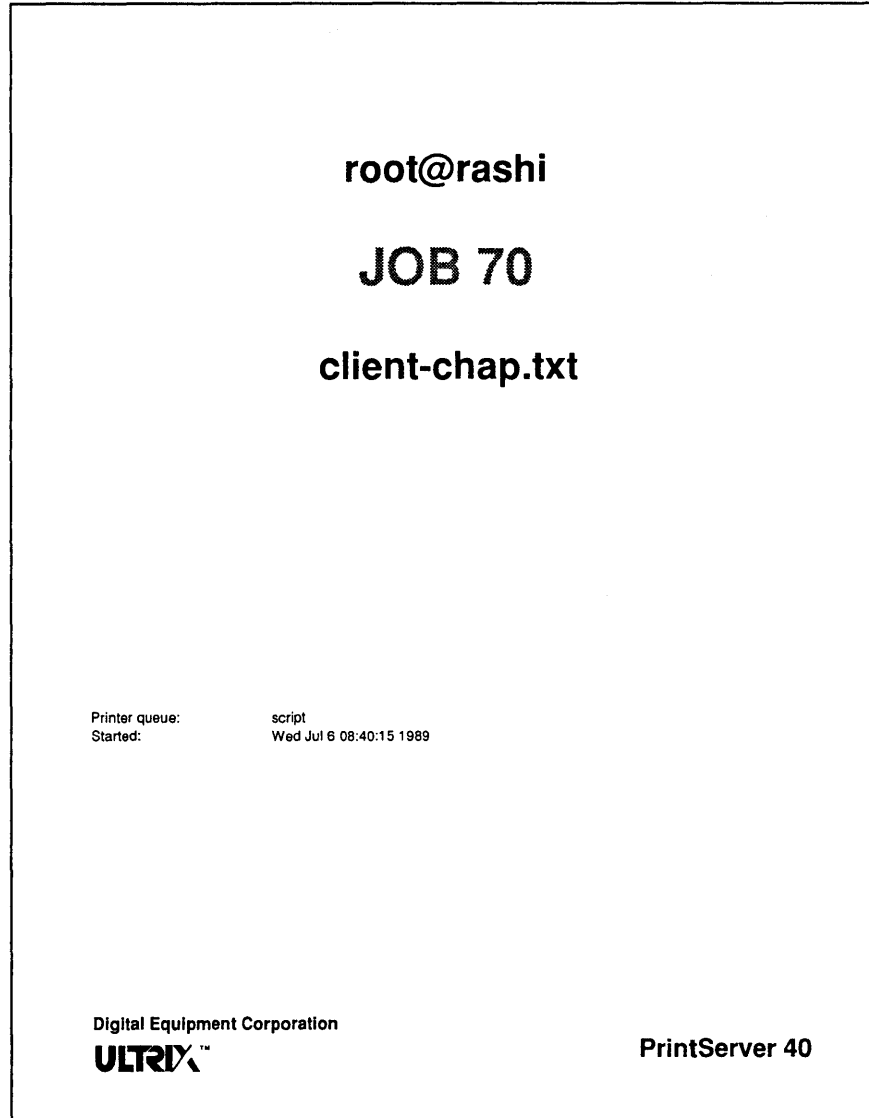 root@rashi
JOB 70
client-chap.txt
Printer queue: script
Started: Wed Jul 6 08:40:15 1989
Digital Equipment Corporation
ULTRIX™
PrintServer 40